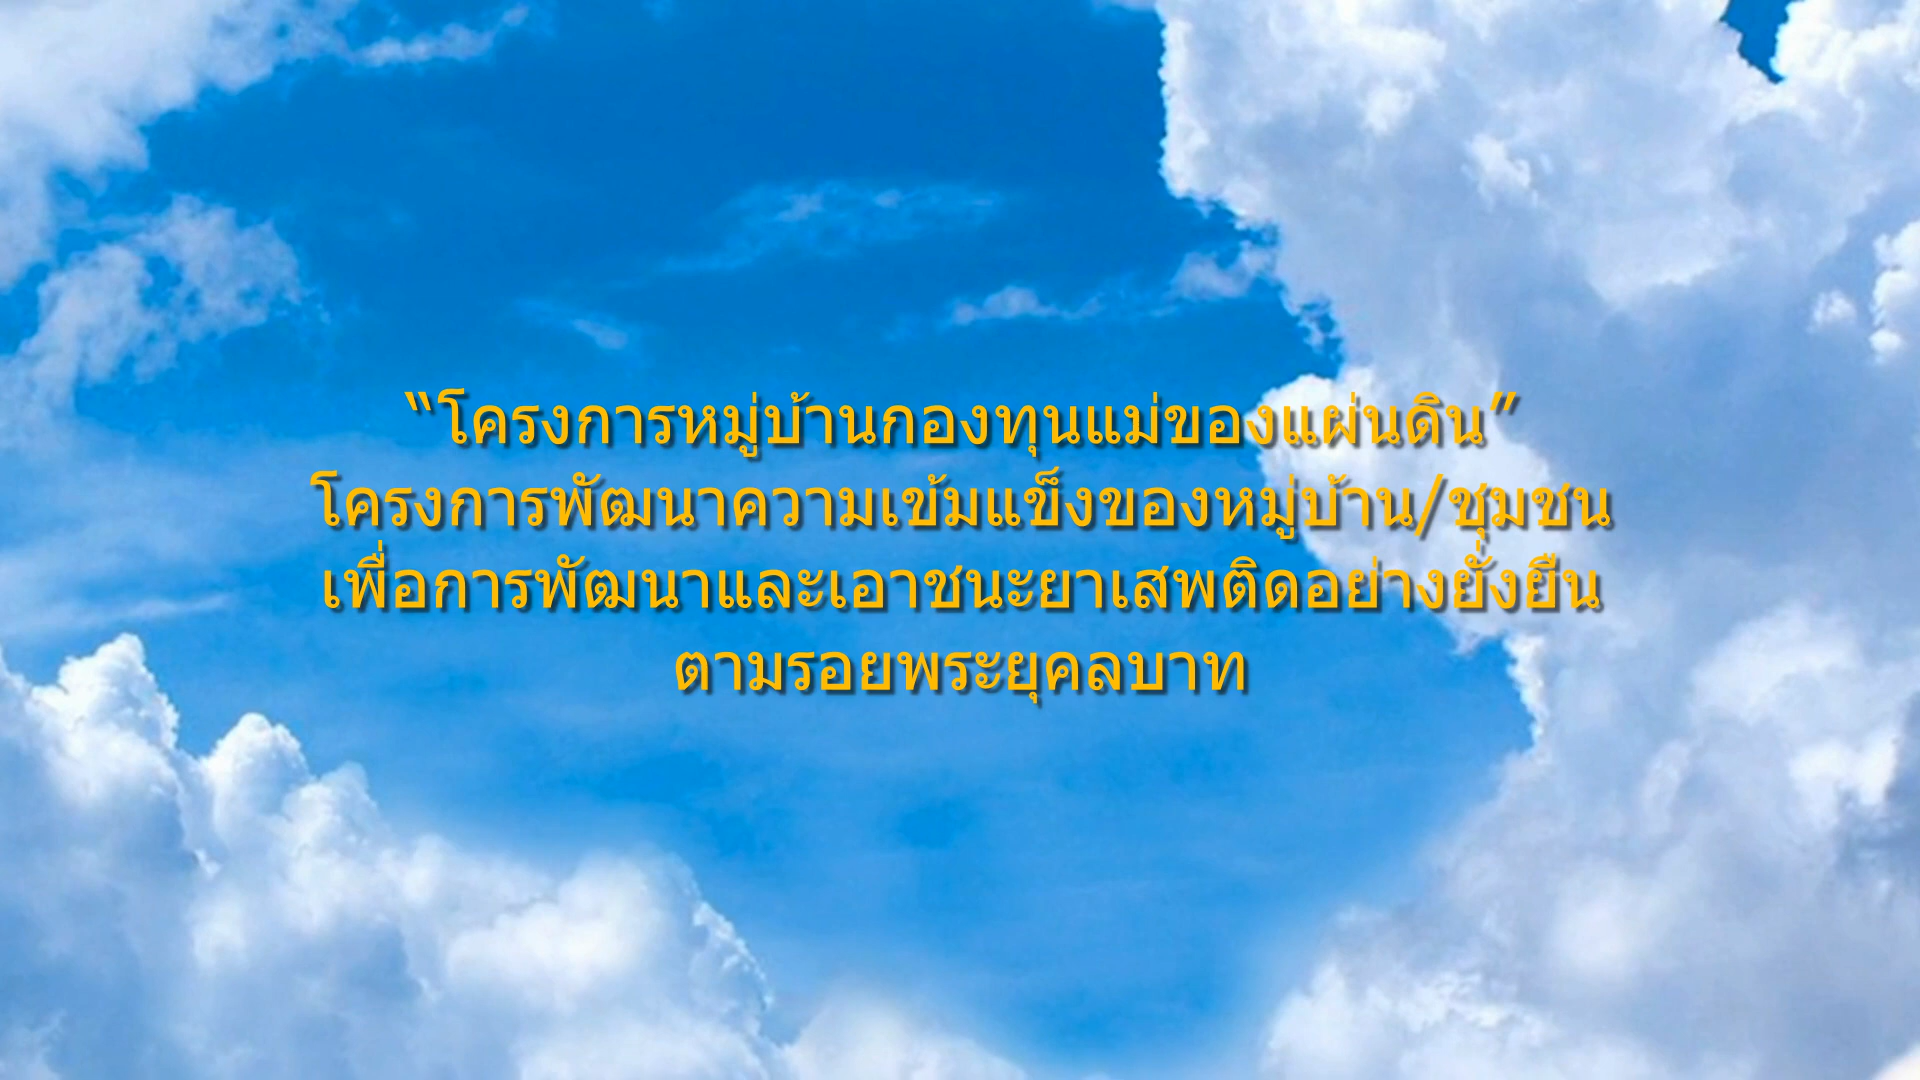 “โครงการหมู่บ้านกองทุนแม่ของแผ่นดิน”
โครงการพัฒนาความเข้มแข็งของหมู่บ้าน/ชุมชน
เพื่อการพัฒนาและเอาชนะยาเสพติดอย่างยั่งยืน
ตามรอยพระยุคลบาท